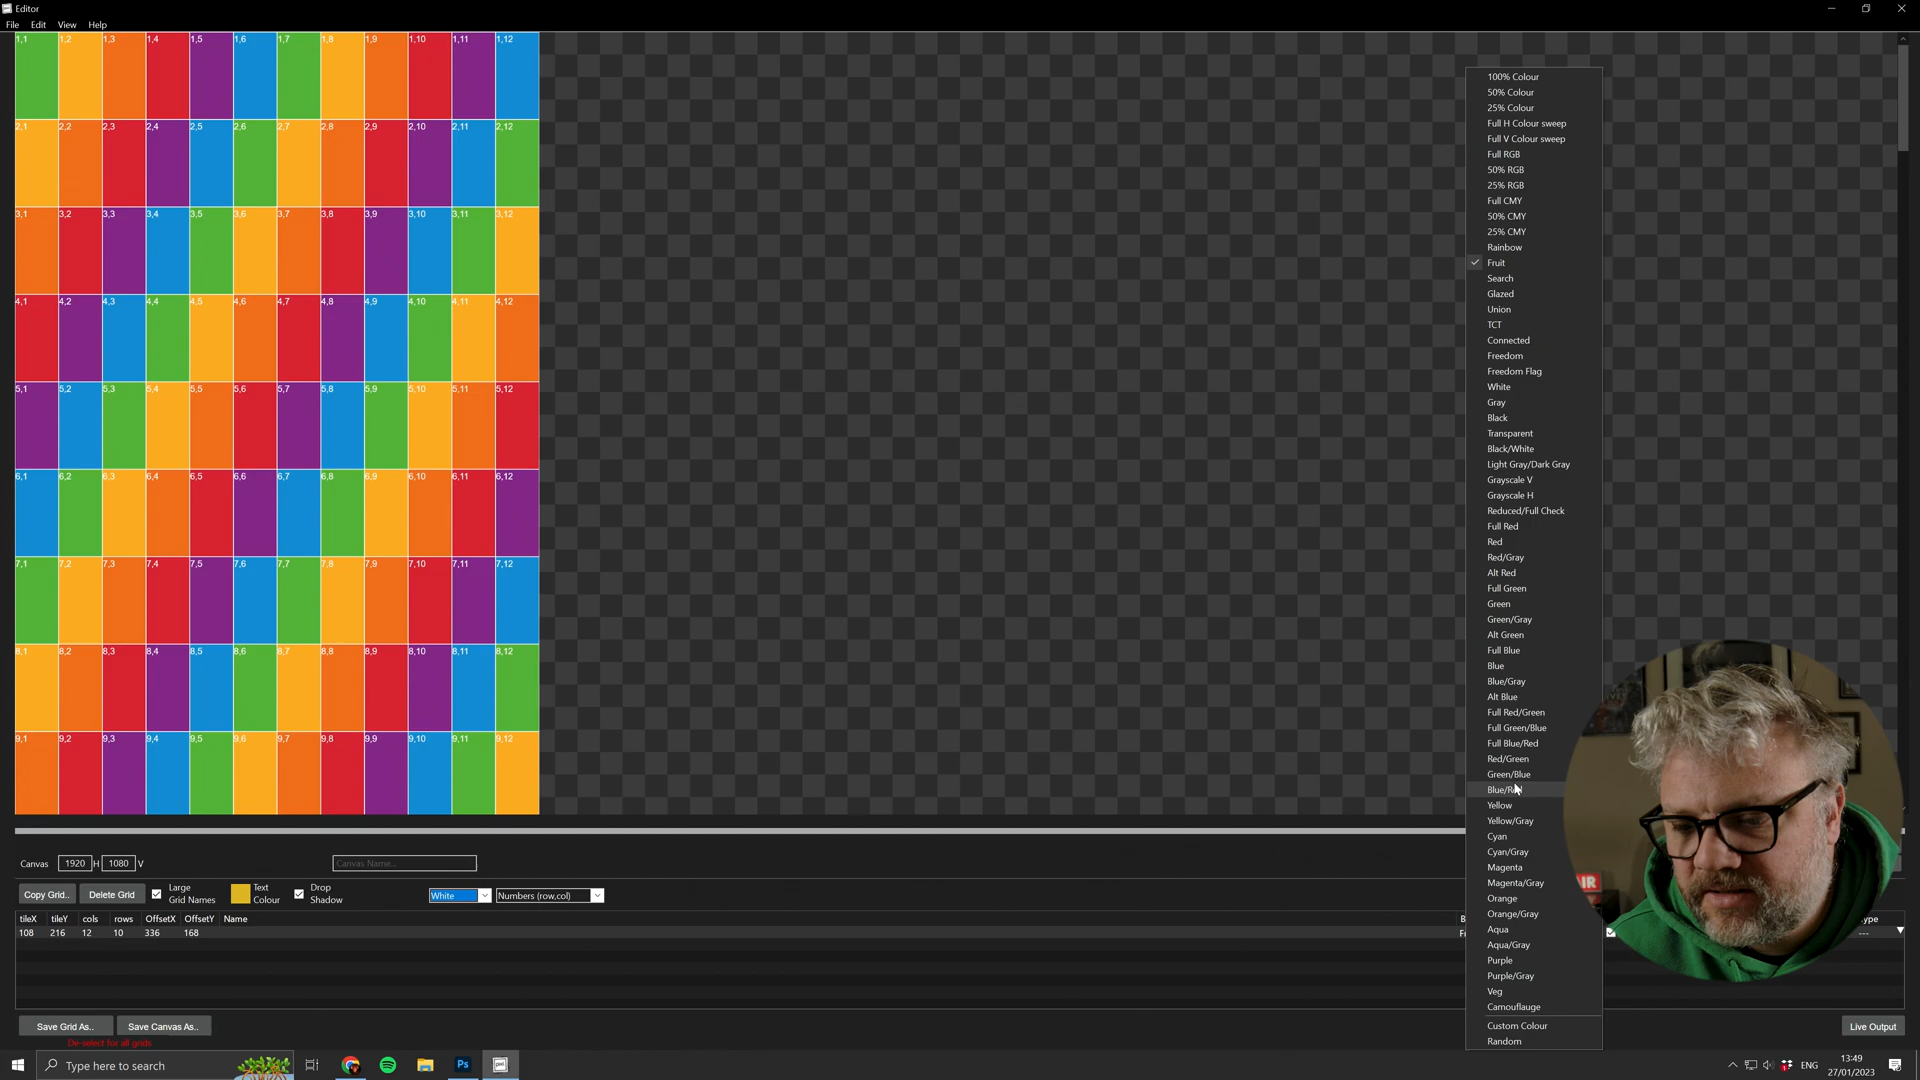 Editor
File Edit View Help
1,1 1,2 1,3 1,4 1,5 1,6 1,7 1,8 1,9 1,10 1,11 1,12
2,1 2,2 2,3 2,4 2,5 2,6 2,7 2,8 2,9 2,10 2,11 2,12
3,1 3,2 3,3 3,4 3,5 3,6 3,7 3,8 3,9 3,10 3,11 3,12
4,1 4,2 4,3 4,4 4,5 4,6 4,7 4,8 4,9 4,10 4,11 4,12
5,1 5,2 5,3 5,4 5,5 5,6 5,7 5,8 5,9 5,10 5,11 5,12
6,1 6,2 6,3 6,4 6,5 6,6 6,7 6,8 6,9 6,10 6,11 6,12
7,1 7,2 7,3 7,4 7,5 7,6 7,7 7,8 7,9 7,10 7,11 7,12
8,1 8,2 8,3 8,4 8,5 8,6 8,7 8,8 8,9 8,10 8,11 8,12
9,1 9,2 9,3 9,4 9,5 9,6 9,7 9,8 9,9 9,10 9,11 9,12
100% Colour
50% Colour
25% Colour
Full H Colour sweep
Full V Colour sweep
Full RGB
50% RGB
25% RGB
Full CMY
50% CMY
25% CMY
Rainbow
Fruit
Search
Glazed
Union
TCT
Connected
Freedom
Freedom Flag
White
Gray
Black
Transparent
Black/White
Light Gray/Dark Gray
Grayscale V
Grayscale H
Reduced/Full Check
Full Red
Red
Red/Gray
Alt Red
Full Green
Green
Green/Gray
Alt Green
Full Blue
Blue
Blue/Gray
Alt Blue
Full Red/Green
Full Green/Blue
Full Blue/Red
Red/Green
Green/Blue
Blue/Red
Yellow
Yellow/Gray
Cyan
Cyan/Gray
Magenta
Magenta/Gray
Orange
Orange/Gray
Aqua
Aqua/Gray
Purple
Purple/Gray
Veg
Camouflauge
Custom Colour
Random
Canvas 1920 H 1080 V Canvas Name...
Copy Grid.. Delete Grid Large Grid Names Text Colour Drop Shadow White Numbers (row,col)
tileX tileY cols rows OffsetX OffsetY Name
108 216 12 10 336 168 ---
Save Grid As.. Save Canvas As.. Live Output
De-select for all grids
Type here to search Ps ENG 13:49
27/01/2023